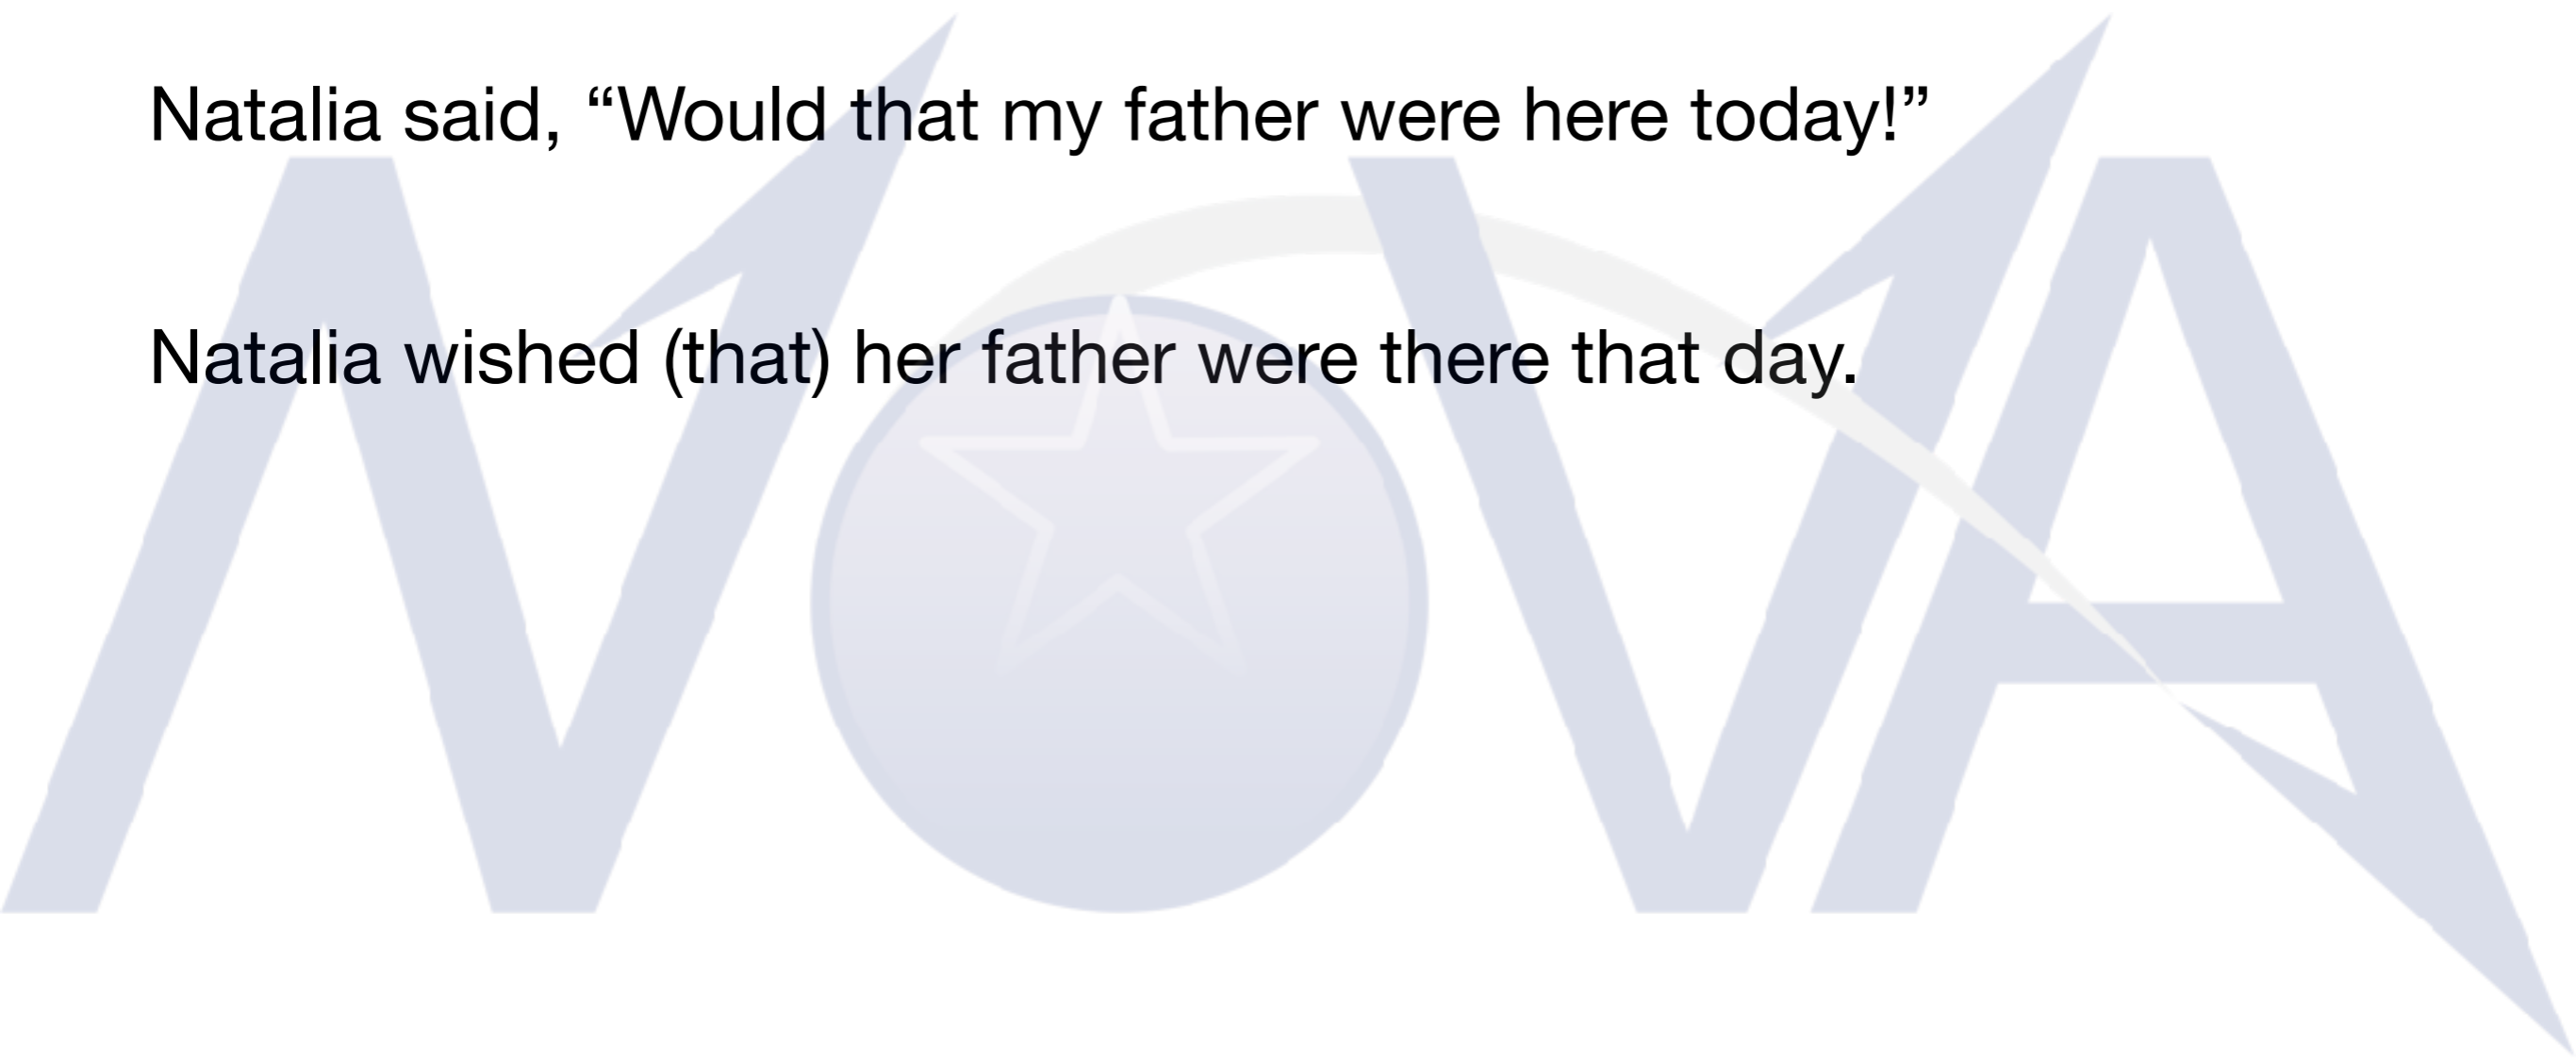 Natalia said, “Would that my father were here today!”
Natalia wished (that) her father were there that day.
NOVA